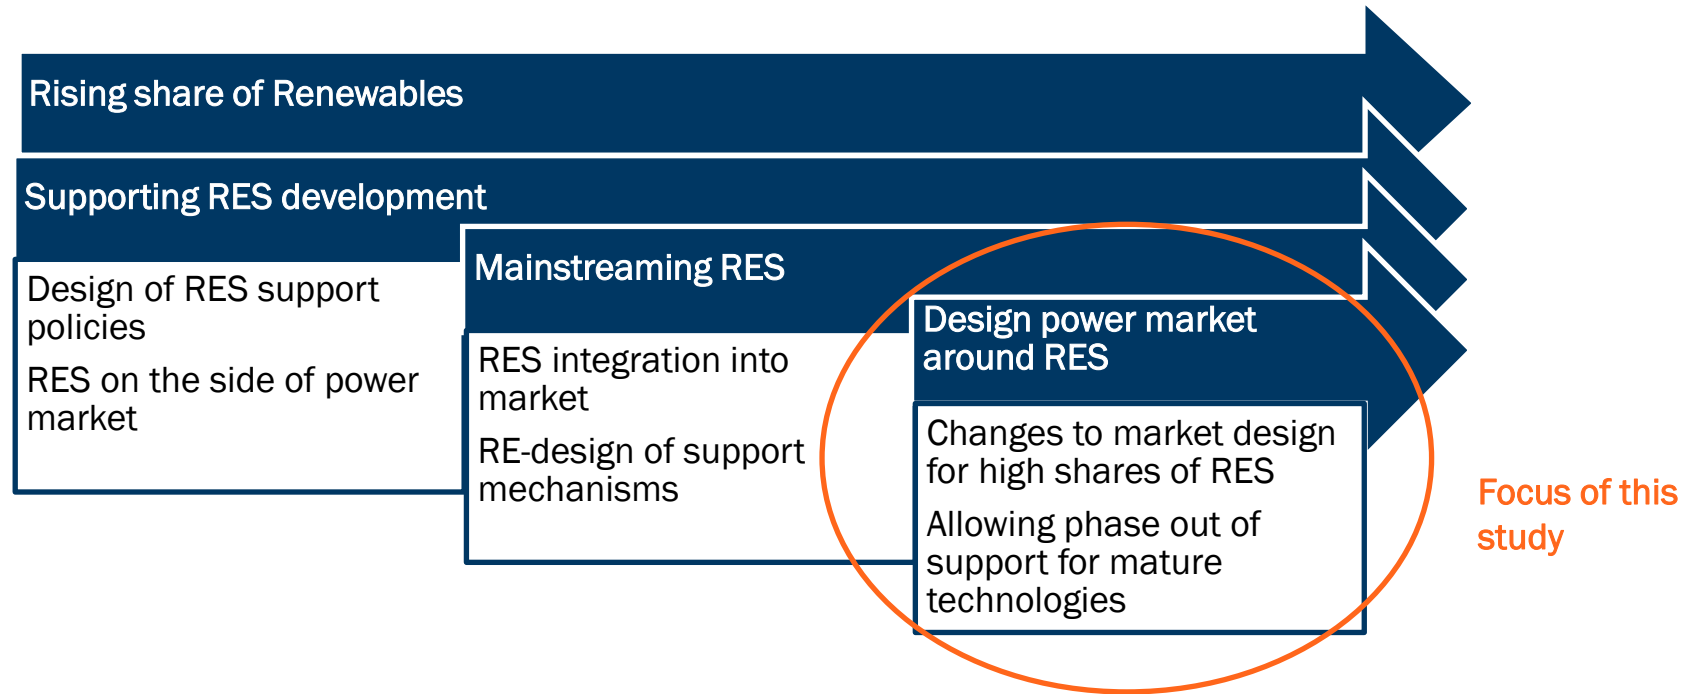 Rising share of Renewables
Supporting RES development
Design of RES support
policies
RES on the side of power
market
Mainstreaming RES
RES integration into
market
RE-design of support
mechanisms
Design power market
around RES
Changes to market design
for high shares of RES
Allowing phase out of
support for mature
technologies
Focus of this
study